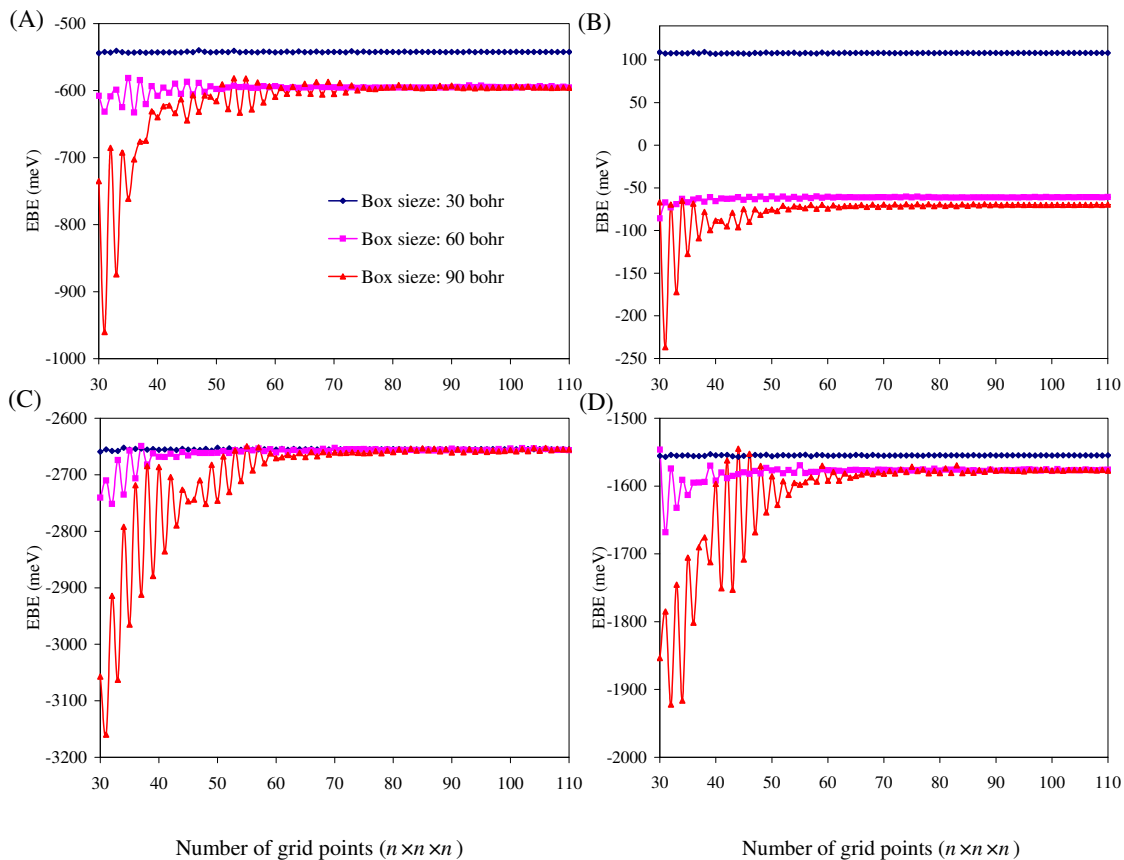 (A)
-500
-600
-700
-800
-900
-1000
EBE (meV)
30 40 50 60 70 80 90 100 110
Box sieze: 30 bohr
Box sieze: 60 bohr
Box sieze: 90 bohr
(B)
100
50
0
-50
-100
-150
-200
-250
EBE (meV)
30 40 50 60 70 80 90 100 110
(C)
-2600
-2700
-2800
-2900
-3000
-3100
-3200
EBE (meV)
30 40 50 60 70 80 90 100 110
Number of grid points (n×n×n)
(D)
-1500
-1600
-1700
-1800
-1900
-2000
EBE (meV)
30 40 50 60 70 80 90 100 110
Number of grid points (n×n×n)